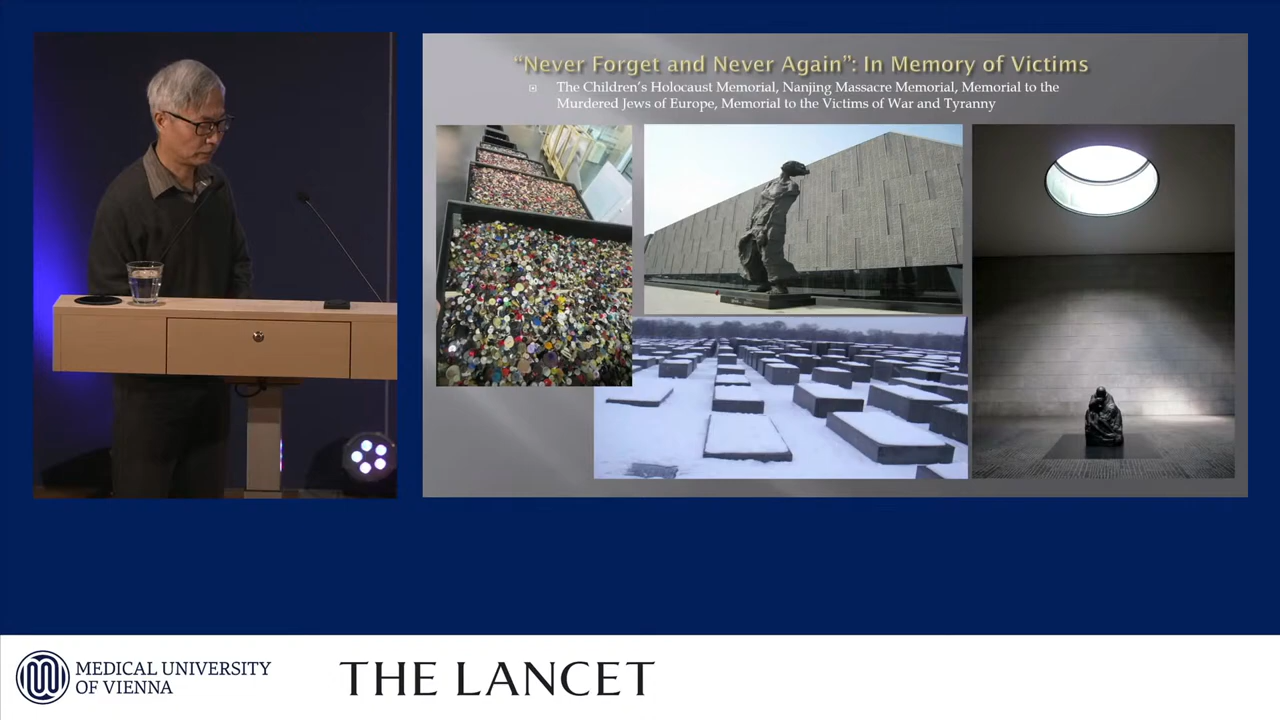 “Never Forget and Never Again”: In Memory of Victims
The Children’s Holocaust Memorial, Nanjing Massacre Memorial, Memorial to the
Murdered Jews of Europe, Memorial to the Victims of War and Tyranny
MEDICAL UNIVERSITY
OF VIENNA
THE LANCET